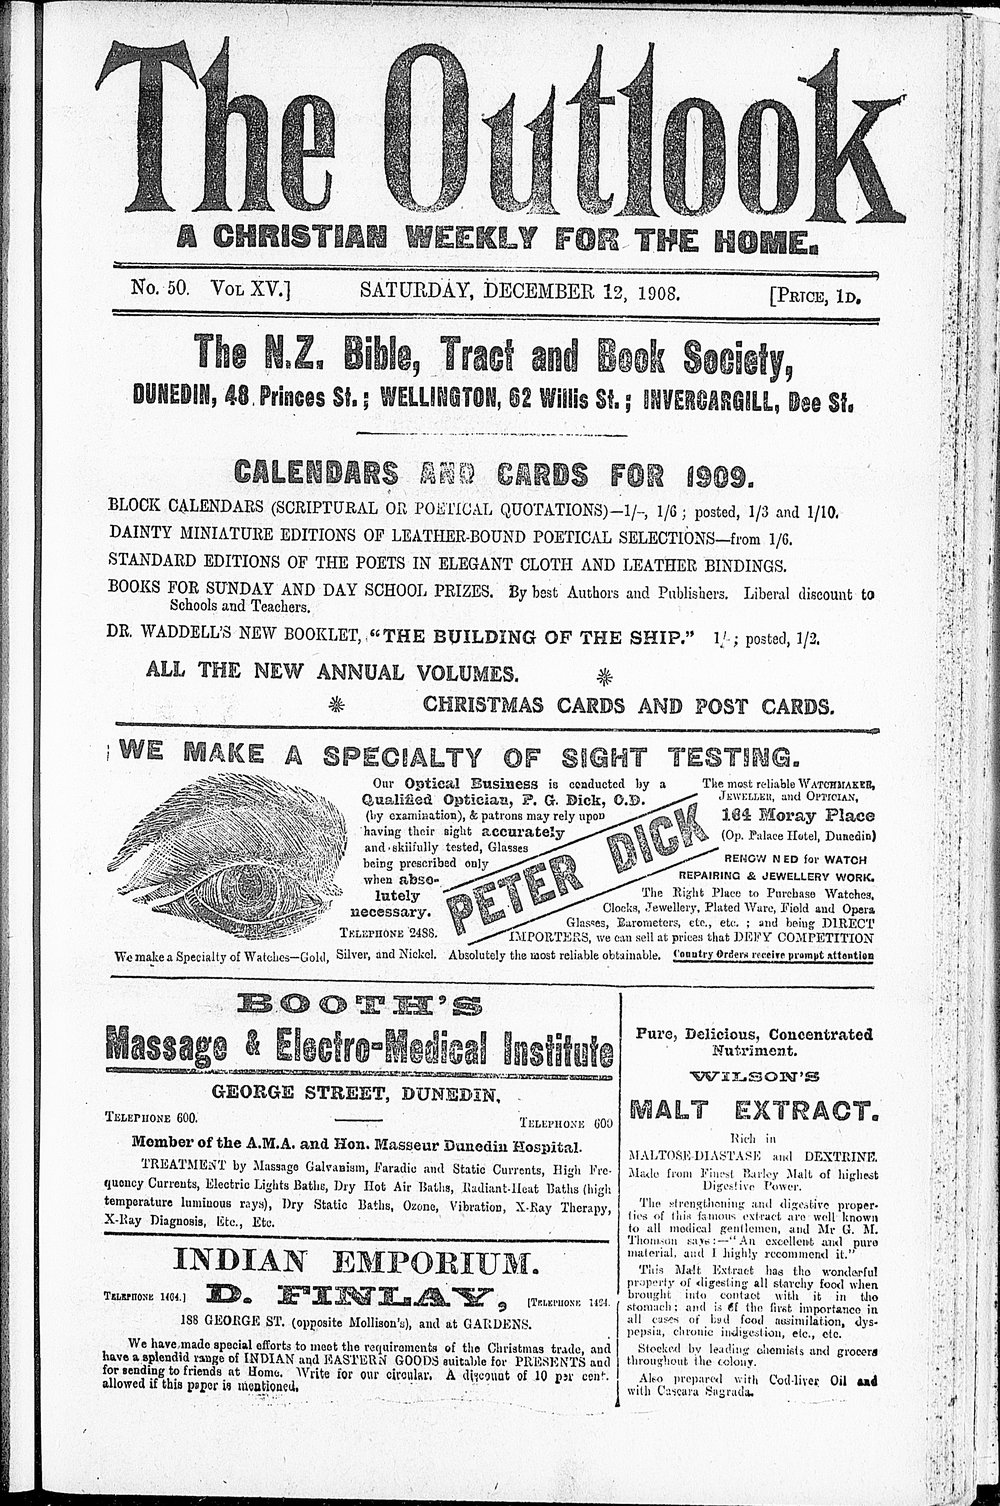 The Outlook
A CHRISTIAN WEEKLY FOR THE HOME.
No. 50. VOL XV.]
SATURDAY, DECEMBER 12, 1908.
[PRICE, 1D.
The N.Z. Bible, Tract and Book Society,
DUNEDIN, 48 Princes St.; WELLINGTON, 62 Willis St.; INVERCARGILL, Dee St.
CALENDARS AND CARDS FOR 1909.
BLOCK CALENDARS (SCRIPTURAL OR POETICAL QUOTATIONS)—1/-, 1/6; posted, 1/3 and 1/10.
DAINTY MINIATURE EDITIONS OF LEATHER-BOUND POETICAL SELECTIONS—from 1/6.
STANDARD EDITIONS OF THE POETS IN ELEGANT CLOTH AND LEATHER BINDINGS.
BOOKS FOR SUNDAY AND DAY SCHOOL PRIZES. By best Authors and Publishers. Liberal discount to
Schools and Teachers.
DR. WADDELL'S NEW BOOKLET, "THE BUILDING OF THE SHIP." 1/-; posted, 1/2.
ALL THE NEW ANNUAL VOLUMES. *
* CHRISTMAS CARDS AND POST CARDS.
WE MAKE A SPECIALTY OF SIGHT TESTING.
Our Optical Business is conducted by a
Qualified Optician, P. G. Dick, O.D.
(by examination), & patrons may rely upon
having their sight accurately
and skilfully tested, Glasses
being prescribed only
when abso-
lutely
necessary.
TELEPHONE 2488.
PETER DICK
The most reliable WATCHMAKER,
JEWELLER, and OPTICIAN,
164 Moray Place
(Op. Palace Hotel, Dunedin)
RENOW NED for WATCH
REPAIRING & JEWELLERY WORK.
The Right Place to Purchase Watches,
Clocks, Jewellery, Plated Ware, Field and Opera
Glasses, Barometers, etc., etc.; and being DIRECT
IMPORTERS, we can sell at prices that DEFY COMPETITION
We make a Specialty of Watches—Gold, Silver, and Nickel. Absolutely the most reliable obtainable. Country Orders receive prompt attention
BOOTH'S
Massage & Electro-Medical Institute
GEORGE STREET, DUNEDIN.
TELEPHONE 600.
TELEPHONE 600
Member of the A.M.A. and Hon. Masseur Dunedin Hospital.
TREATMENT by Massage Galvanism, Faradic and Static Currents, High Fre-
quency Currents, Electric Lights Baths, Dry Hot Air Baths, Radiant-Heat Baths (high
temperature luminous rays), Dry Static Baths, Ozone, Vibration, X-Ray Therapy,
X-Ray Diagnosis, Etc., Etc.
INDIAN EMPORIUM.
TELEPHONE 1464.]
D. FINLAY,
[TELEPHONE
188 GEORGE ST. (opposite Mollison's), and at GARDENS.
We have made special efforts to meet the requirements of the Christmas trade, and
have a splendid range of INDIAN and EASTERN GOODS suitable for PRESENTS and
for sending to friends at Home. Write for our circular. A discount of 10 per cent.
allowed if this paper is mentioned.
Pure, Delicious, Concentrated
Nutriment.
WILSON'S
MALT EXTRACT.
Rich in
MALTOSE-DIASTASE and DEXTRINE.
Made from Finest Barley Malt of highest
Digestive Power.
The strengthening and digestive proper-
ties of this famous extract are well known
to all medical gentlemen, and Mr G. M.
Thomson says:—"An excellent and pure
material, and I highly recommend it."
This Malt Extract has the wonderful
property of digesting all starchy food when
brought into contact with it in the
stomach; and is of the first importance in
all cases of bad food assimilation, dys-
pepsia, chronic indigestion, etc., etc.
Stocked by leading chemists and grocers
throughout the colony.
Also prepared with Cod-liver Oil and
with Cascara Sagrada.